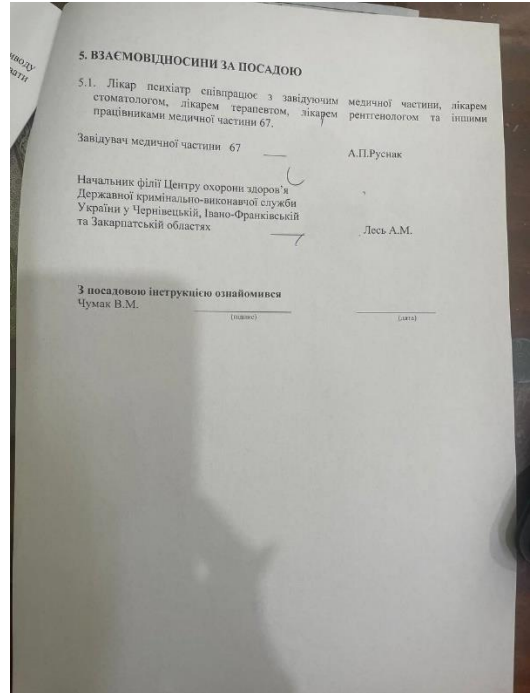 5. ВЗАЄМОВІДНОСИНИ ЗА ПОСАДОЮ
5.1. Лікар психіатр співпрацює з завідуючим медичної частини, лікарем
стоматологом, лікарем терапевтом, лікарем рентгенологом та іншими
працівниками медичної частини 67.
Завідувач медичної частини 67 А.П.Руснак
Начальник філії Центру охорони здоров'я
Державної кримінально-виконавчої служби
України у Чернівецькій, Івано-Франківській
та Закарпатській областях Лесь А.М.
З посадовою інструкцією ознайомився
Чумак В.М.
(підпис) (дата)